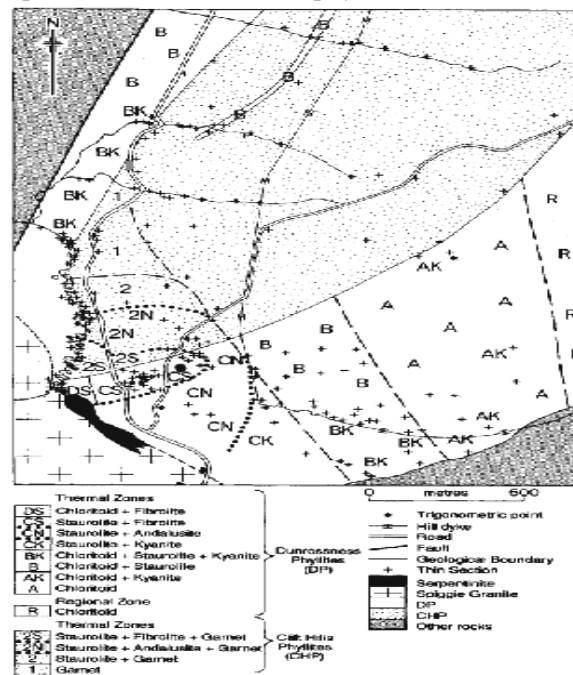 N
B
B
B
B
B
BK
B
BK
BK
BK
1
1
2
2N
2S
DS
CS
CS
CN
CN
CN
CK
B
B
B
B
BK
BK
BK
AK
A
A
A
A
A
AK
AK
A
AK
R
R
R
0 metres 600
Thermal Zones
DS Chloritoid + Fibrolite
CS Staurolite + Fibrolite
CN Staurolite + Andalusite
CK Staurolite + Kyanite
BK Chloritoid + Staurolite + Kyanite
B Chloritoid + Staurolite
AK Chloritoid + Kyanite
A Chloritoid
Regional Zone
R Chloritoid
Dunrossness
Phyllites
(DP)
Thermal Zones
2S Staurolite + Fibrolite + Garnet
2N Staurolite + Andalusite + Garnet
2 Staurolite + Garnet
1 Garnet
Clift Hills
Phyllites
(CHP)
Trigonometric point
Hill dyke
Road
Fault
Geological Boundary
Thin Section
Serpentinite
Spiggie Granite
DP
CHP
Other rocks